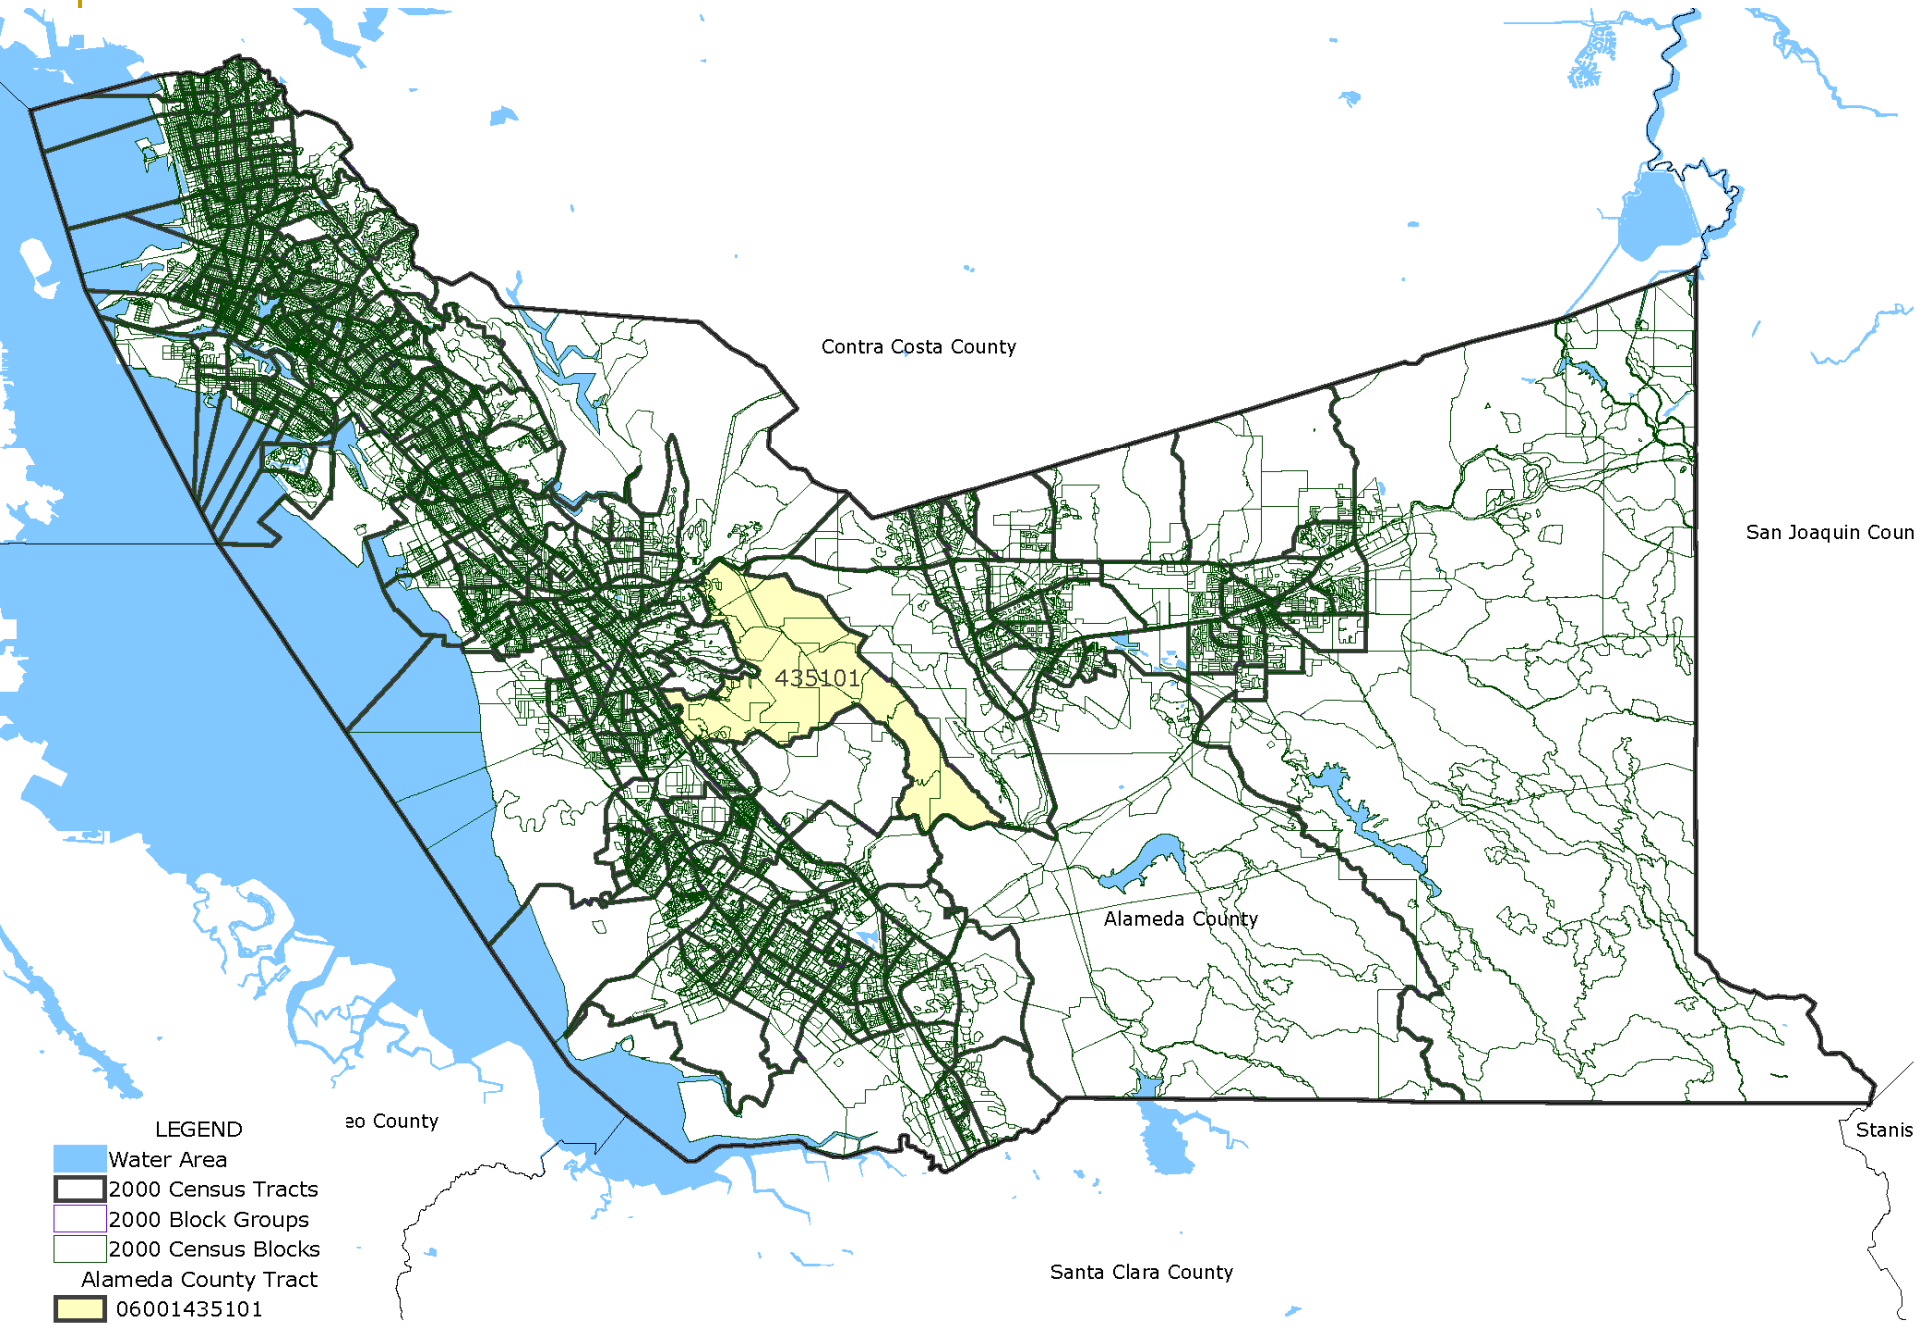 Contra Costa County
San Joaquin Coun
435101
Alameda County
eo County
Stanis
Santa Clara County
LEGEND
Water Area
2000 Census Tracts
2000 Block Groups
2000 Census Blocks
Alameda County Tract
06001435101